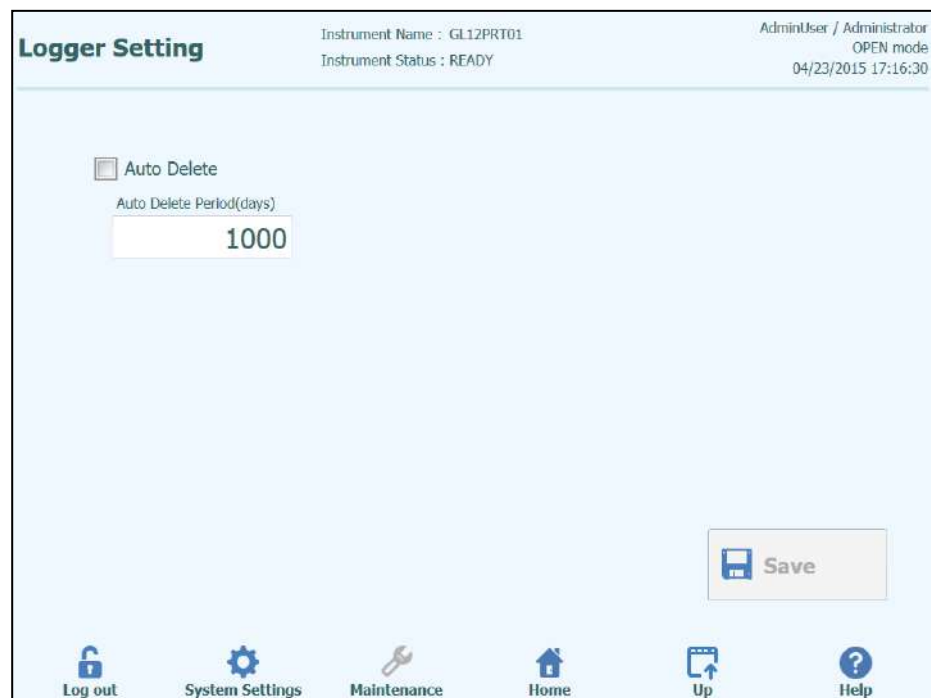 Logger Setting
Instrument Name : GL12PRT01
Instrument Status : READY
AdminUser / Administrator
OPEN mode
04/23/2015 17:16:30
Auto Delete
Auto Delete Period(days)
1000
Save
Log out
System Settings
Maintenance
Home
Up
Help